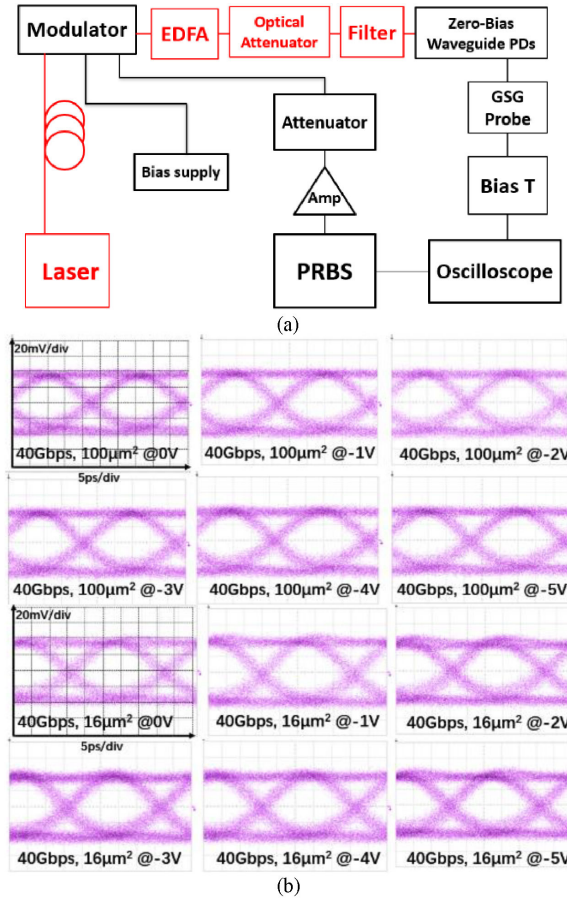 Modulator
EDFA
Optical
Attenuator
Filter
Zero-Bias
Waveguide PDs
GSG
Probe
Attenuator
Bias supply
Bias T
Amp
Laser
PRBS
Oscilloscope
(a)
20mV/div
40Gbps, 100μm² @0V
40Gbps, 100μm² @-1V
40Gbps, 100μm² @-2V
5ps/div
40Gbps, 100μm² @-3V
40Gbps, 100μm² @-4V
40Gbps, 100μm² @-5V
20mV/div
40Gbps, 16μm² @0V
40Gbps, 16μm² @-1V
40Gbps, 16μm² @-2V
5ps/div
40Gbps, 16μm² @-3V
40Gbps, 16μm² @-4V
40Gbps, 16μm² @-5V
(b)